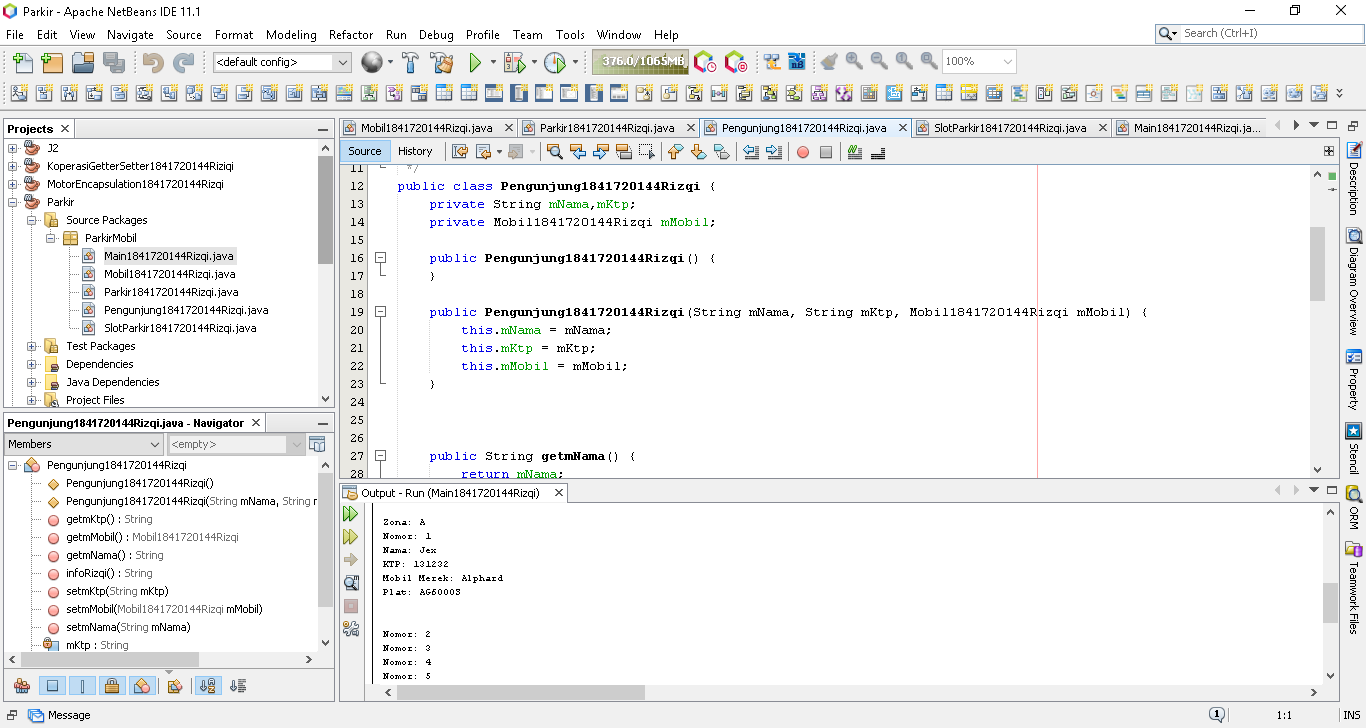 Parkir - Apache NetBeans IDE 11.1
File Edit View Navigate Source Format Modeling Refactor Run Debug Profile Team Tools Window Help
Search (Ctrl+I)
<default config>
376.0/1065MB
100%
Projects
J2
KoperasiGetterSetter1841720144Rizqi
MotorEncapsulation1841720144Rizqi
Parkir
Source Packages
ParkirMobil
Main1841720144Rizqi.java
Mobil1841720144Rizqi.java
Parkir1841720144Rizqi.java
Pengunjung1841720144Rizqi.java
SlotParkir1841720144Rizqi.java
Test Packages
Dependencies
Java Dependencies
Project Files
Pengunjung1841720144Rizqi.java - Navigator
Members
<empty>
Pengunjung1841720144Rizqi
Pengunjung1841720144Rizqi()
Pengunjung1841720144Rizqi(String mNama, String r
getmKtp() : String
getmMobil() : Mobil1841720144Rizqi
getmNama() : String
infoRizqi() : String
setmKtp(String mKtp)
setmMobil(Mobil1841720144Rizqi mMobil)
setmNama(String mNama)
mKtp : String
Mobil1841720144Rizqi.java
Parkir1841720144Rizqi.java
Pengunjung1841720144Rizqi.java
SlotParkir1841720144Rizqi.java
Main1841720144Rizqi.ja...
Source History
11 */
12 public class Pengunjung1841720144Rizqi {
13 private String mNama,mKtp;
14 private Mobil1841720144Rizqi mMobil;
15
16 public Pengunjung1841720144Rizqi() {
17 }
18
19 public Pengunjung1841720144Rizqi(String mNama, String mKtp, Mobil1841720144Rizqi mMobil) {
20 this.mNama = mNama;
21 this.mKtp = mKtp;
22 this.mMobil = mMobil;
23 }
24
25
26
27 public String getmNama() {
28 return mNama;
Output - Run (Main1841720144Rizqi)
Zona: A
Nomor: 1
Nama: Jex
KTP: 131232
Mobil Merek: Alphard
Plat: AG6000S
Nomor: 2
Nomor: 3
Nomor: 4
Nomor: 5
Description
Diagram Overview
Property
Stencil
ORM
Teamwork Files
Message
1
1:1
INS